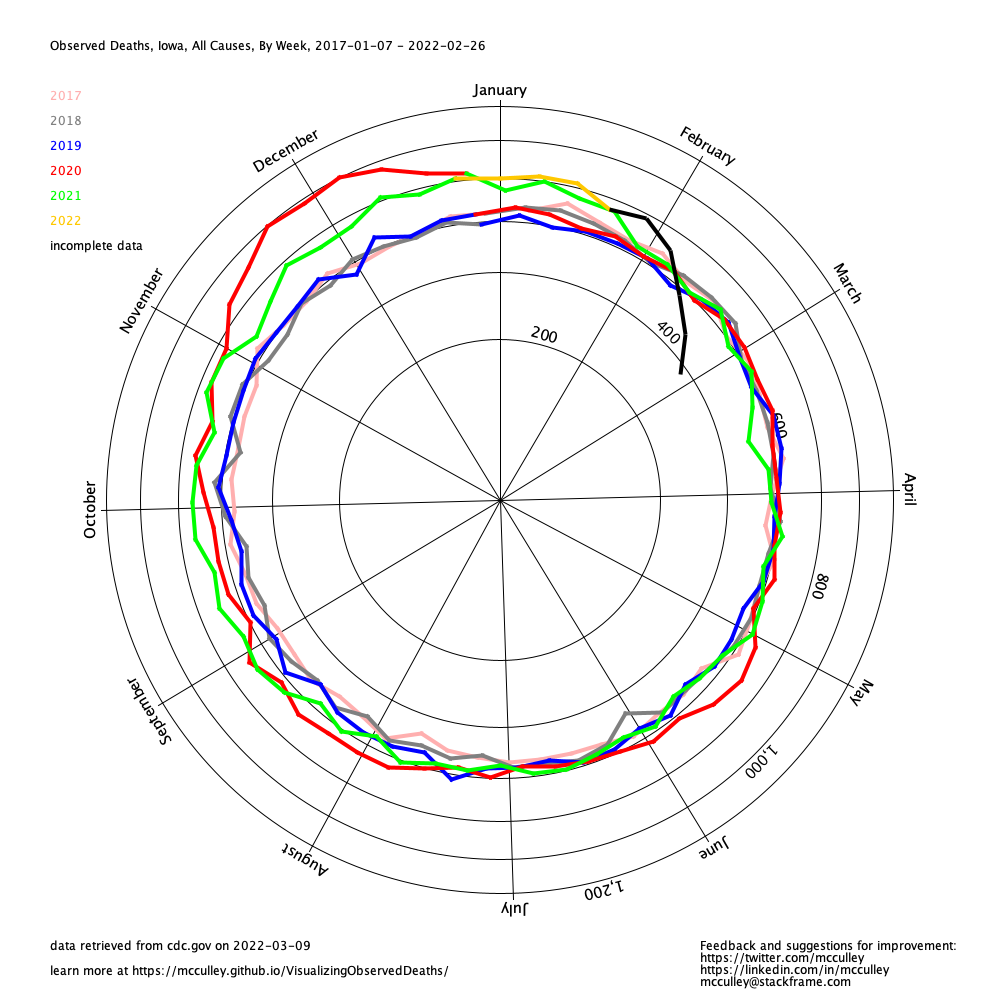 Observed Deaths, Iowa, All Causes, By Week, 2017-01-07 - 2022-02-26
2017
2018
2019
2020
2021
2022
incomplete data
January
February
March
April
May
June
July
August
September
October
November
December
200
400
600
800
1,000
1,200
data retrieved from cdc.gov on 2022-03-09
learn more at https://mcculley.github.io/VisualizingObservedDeaths/
Feedback and suggestions for improvement:
https://twitter.com/mcculley
https://linkedin.com/in/mcculley
mcculley@stackframe.com